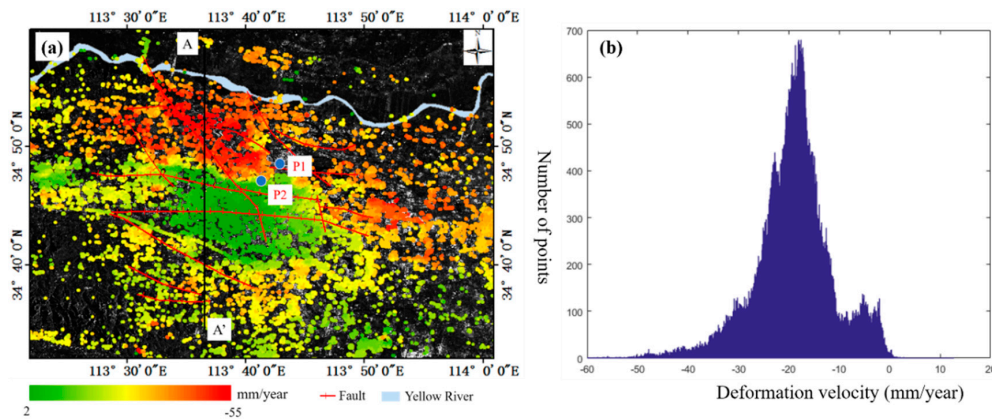 113° 30′ 0″E 113° 40′ 0″E 113° 50′ 0″E 114° 0′ 0″E
(a)
A
N
34° 50′ 0″N
34° 50′ 0″N
P1
P2
34° 40′ 0″N
34° 40′ 0″N
A'
113° 30′ 0″E 113° 40′ 0″E 113° 50′ 0″E 114° 0′ 0″E
2
-55
mm/year
Fault
Yellow River
(b)
Number of points
700
600
500
400
300
200
100
0
-60 -50 -40 -30 -20 -10 0 10 20
Deformation velocity (mm/year)